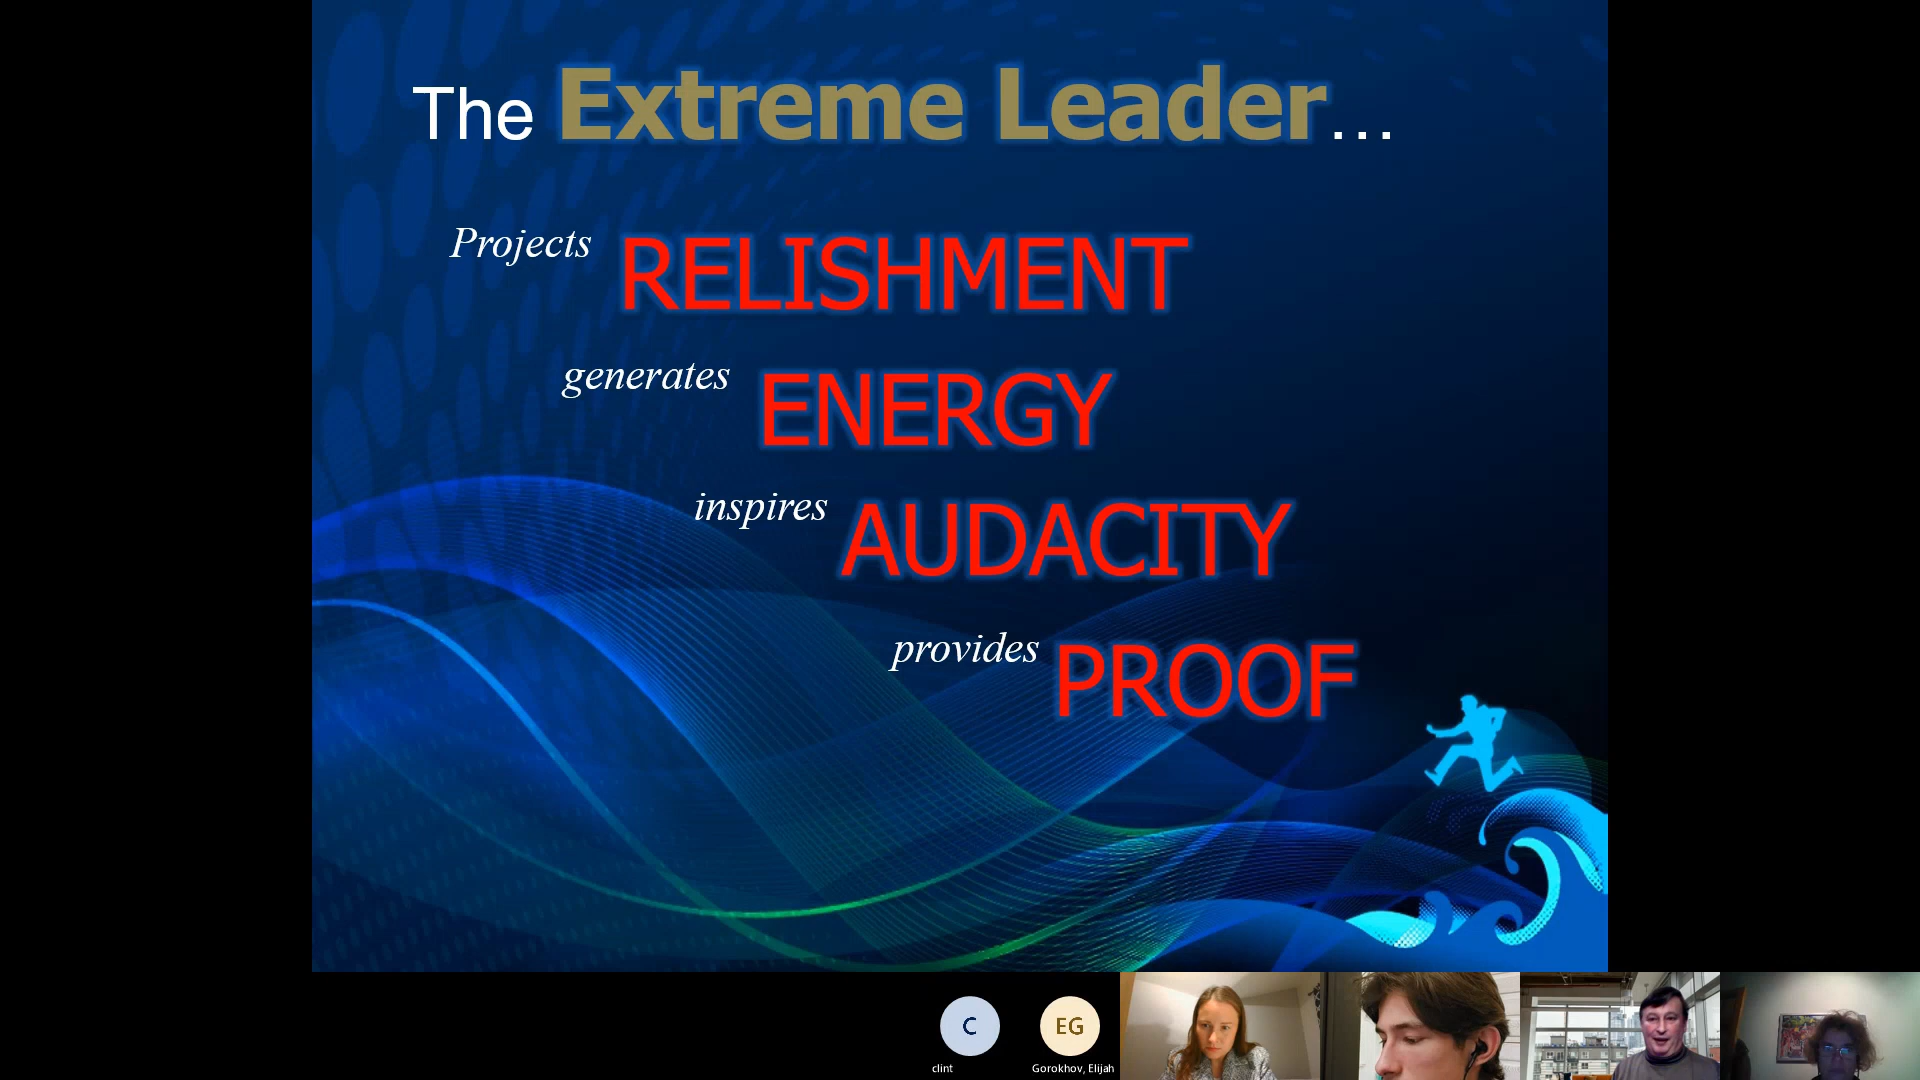 The Extreme Leader...
Projects RELISHMENT
generates ENERGY
inspires AUDACITY
provides PROOF
C
EG
clint
Gorokhov, Elijah